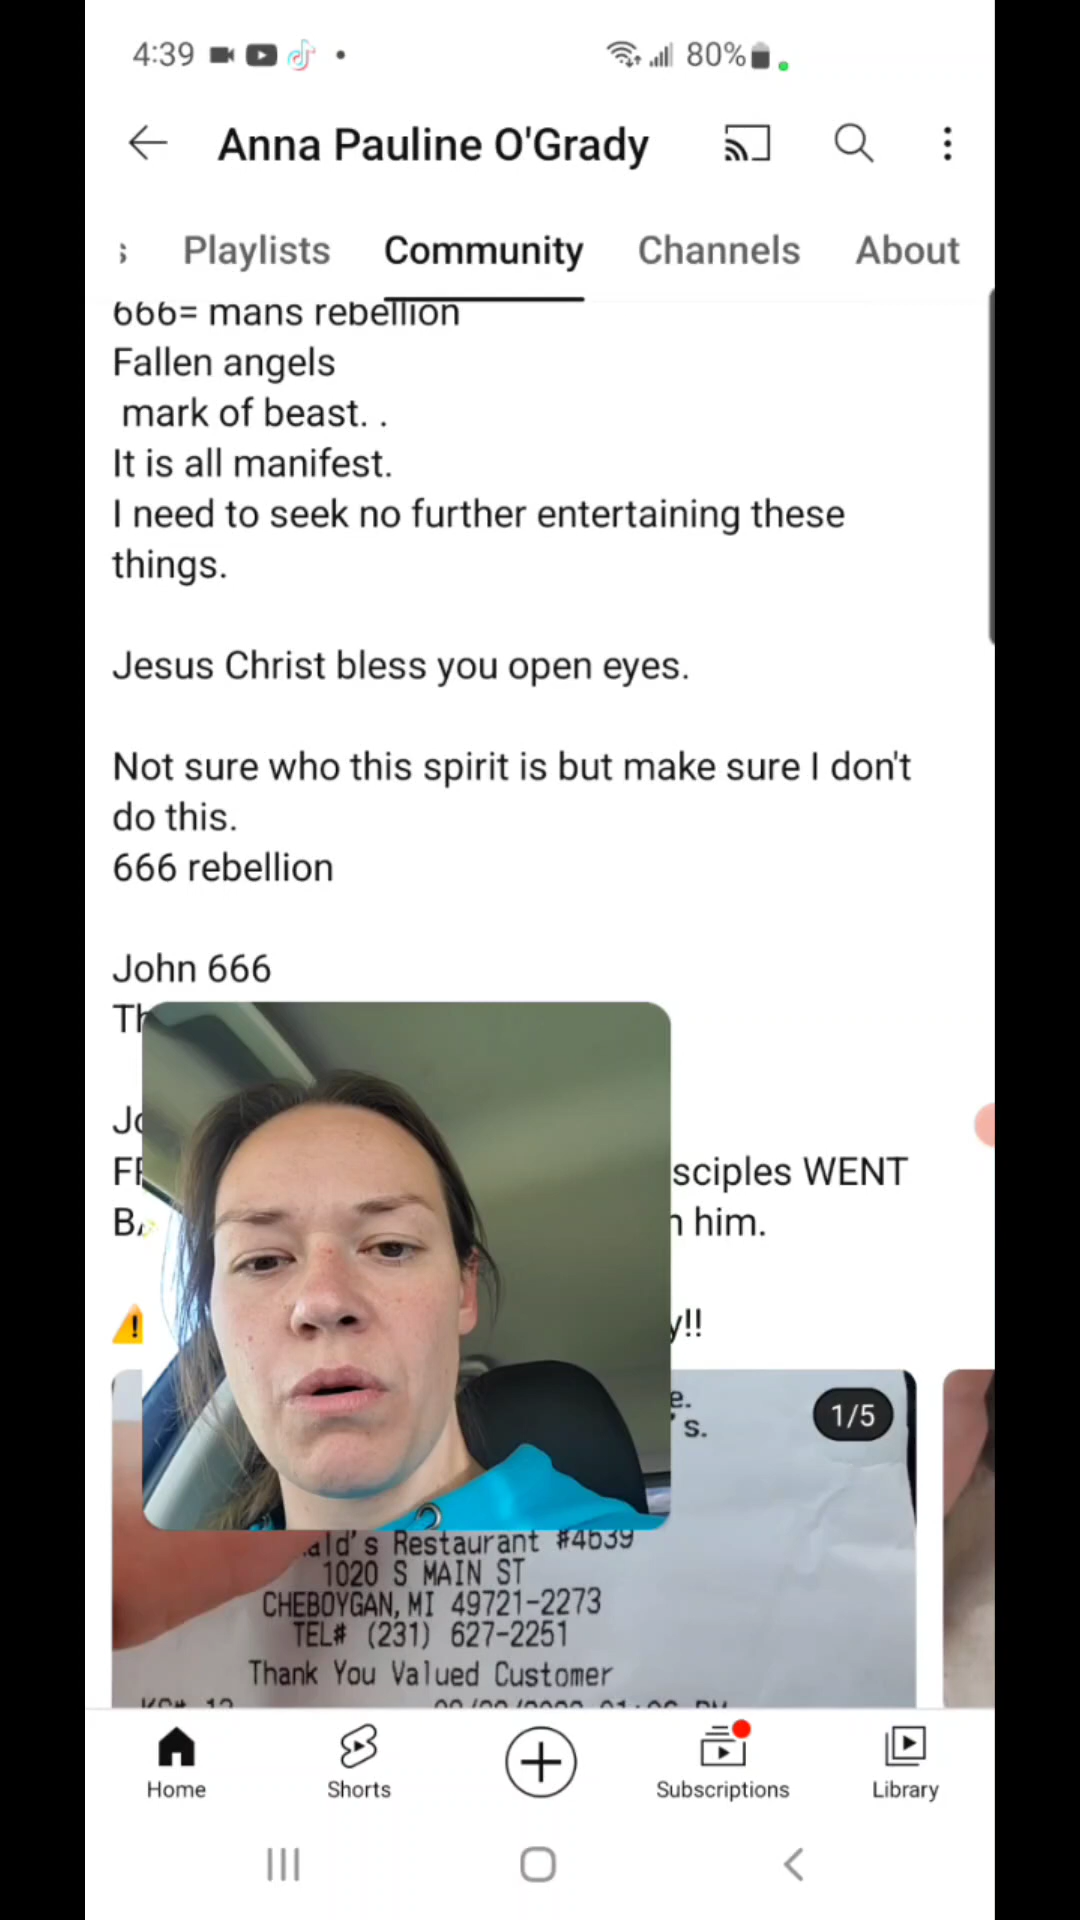 4:39
80%
Anna Pauline O'Grady
s Playlists Community Channels About
666= mans rebellion
Fallen angels
mark of beast. .
It is all manifest.
I need to seek no further entertaining these
things.
Jesus Christ bless you open eyes.
Not sure who this spirit is but make sure I don't
do this.
666 rebellion
John 666
sciples WENT
him.
1/5
Restaurant #4639
1020 S MAIN ST
CHEBOYGAN, MI 49721-2273
TEL# (231) 627-2251
Thank You Valued Customer
Home Shorts Subscriptions Library